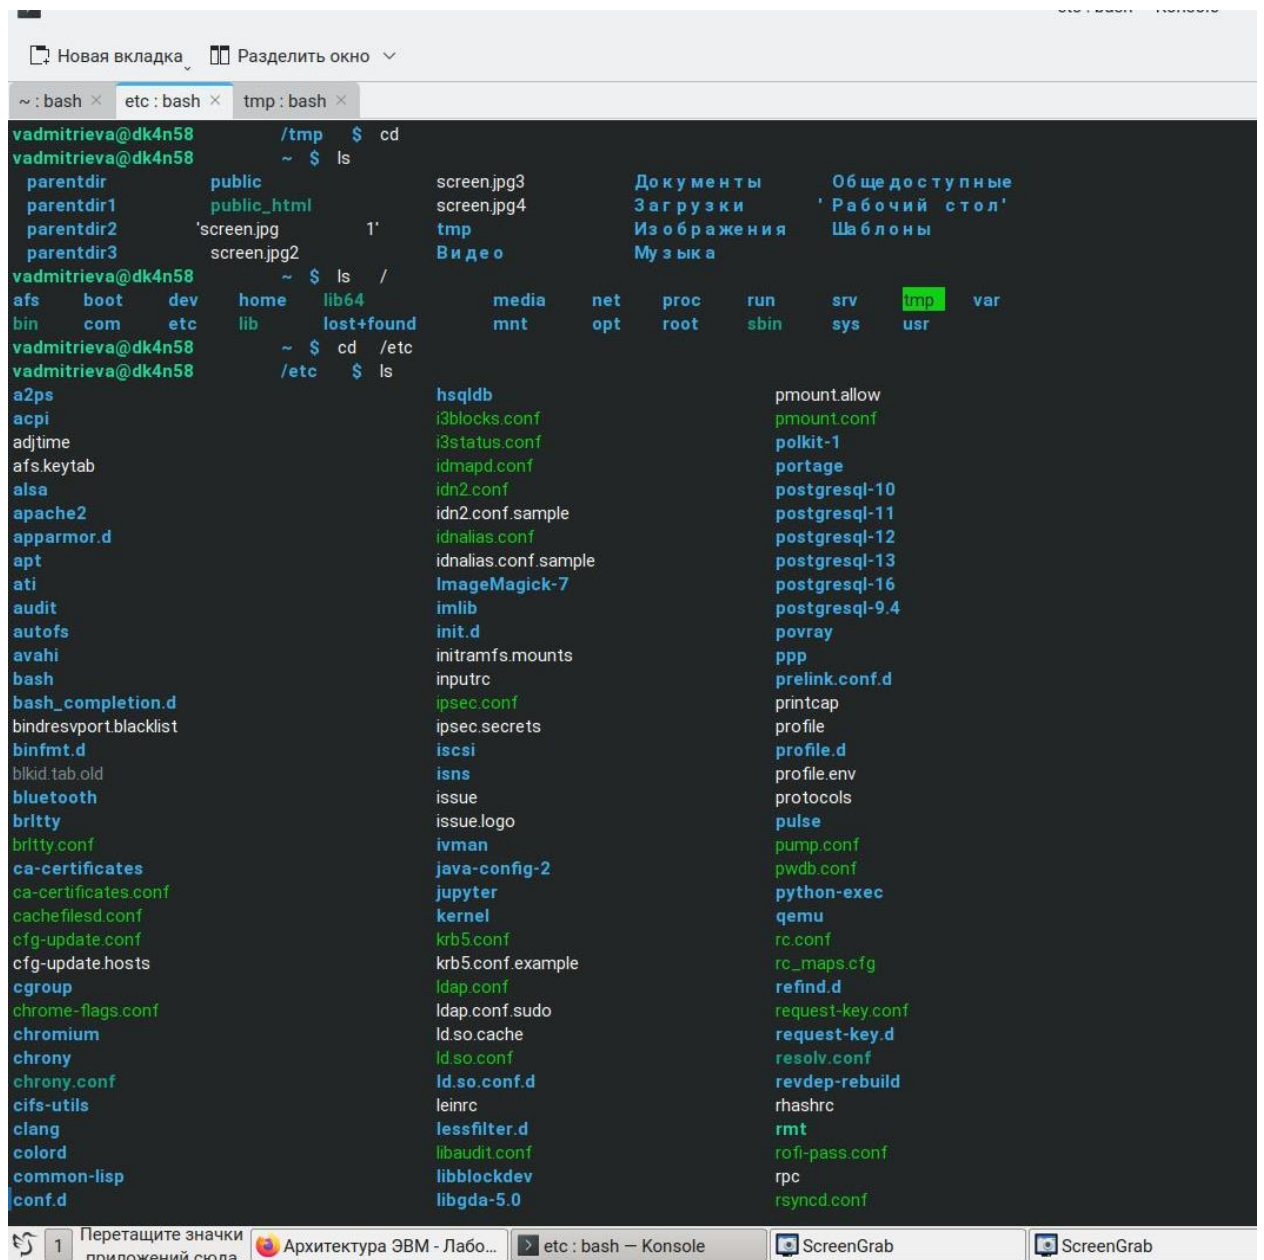 Новая вкладка Разделить окно
~ : bash × etc : bash × tmp : bash ×
vadmitrieva@dk4n58 /tmp $ cd
vadmitrieva@dk4n58 ~ $ ls
parentdir public screen.jpg3 Документы Общедоступные
parentdir1 public_html screen.jpg4 Загрузки 'Рабочий стол'
parentdir2 'screen.jpg 1' tmp Изображения Шаблоны
parentdir3 screen.jpg2 Видео Музыка
vadmitrieva@dk4n58 ~ $ ls /
afs boot dev home lib64 media net proc run srv tmp var
bin com etc lib lost+found mnt opt root sbin sys usr
vadmitrieva@dk4n58 ~ $ cd /etc
vadmitrieva@dk4n58 /etc $ ls
a2ps hsqldb pmount.allow
acpi i3blocks.conf pmount.conf
adjtime i3status.conf polkit-1
afs.keytab idmapd.conf portage
alsa idn2.conf postgresql-10
apache2 idn2.conf.sample postgresql-11
apparmor.d idnalias.conf postgresql-12
apt idnalias.conf.sample postgresql-13
ati ImageMagick-7 postgresql-16
audit imlib postgresql-9.4
autofs init.d povray
avahi initramfs.mounts ppp
bash inputrc prelink.conf.d
bash_completion.d ipsec.conf printcap
bindresvport.blacklist ipsec.secrets profile
binfmt.d iscsi profile.d
blkid.tab.old isns profile.env
bluetooth issue protocols
brltty issue.logo pulse
brltty.conf ivman pump.conf
ca-certificates java-config-2 pwdb.conf
ca-certificates.conf jupyter python-exec
cachefilesd.conf kernel qemu
cfg-update.conf krb5.conf rc.conf
cfg-update.hosts krb5.conf.example rc_maps.cfg
cgroup ldap.conf refind.d
chrome-flags.conf ldap.conf.sudo request-key.conf
chromium ld.so.cache request-key.d
chrony ld.so.conf resolv.conf
chrony.conf ld.so.conf.d revdep-rebuild
cifs-utils leinrc rhashrc
clang lessfilter.d rmt
colord libaudit.conf rofi-pass.conf
common-lisp libblockdev rpc
conf.d libgda-5.0 rsyncd.conf
1 Перетащите значки Архитектура ЭВМ - Лабо... etc : bash — Konsole ScreenGrab ScreenGrab
приложений сюда